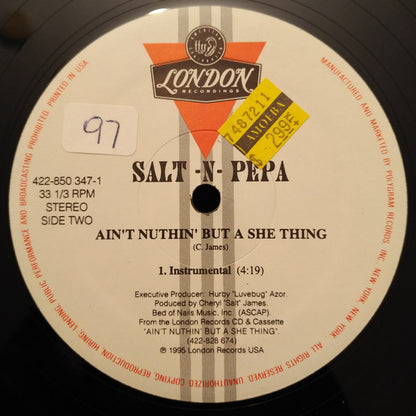 LONDON
RECORDINGS
97
7487211
AMOEBA
$ 2.99
422-850 347-1
33 1/3 RPM
STEREO
SIDE TWO
SALT -N- PEPA
AIN'T NUTHIN' BUT A SHE THING
(C. James)
1. Instrumental (4:19)
Executive Producer: Hurby "Luvebug" Azor.
Produced by Cheryl "Salt" James.
Bed of Nails Music, Inc. (ASCAP).
From the London Records CD & Cassette
"AIN'T NUTHIN' BUT A SHE THING".
(422-828 674)
℗ 1995 London Records USA
MANUFACTURED AND MARKETED BY POLYGRAM RECORDS INC. NEW YORK, NEW YORK. ALL RIGHTS RESERVED. UNAUTHORIZED COPYING, REPRODUCTION, HIRING, LENDING, PUBLIC PERFORMANCE AND BROADCASTING PROHIBITED. PRINTED IN USA.